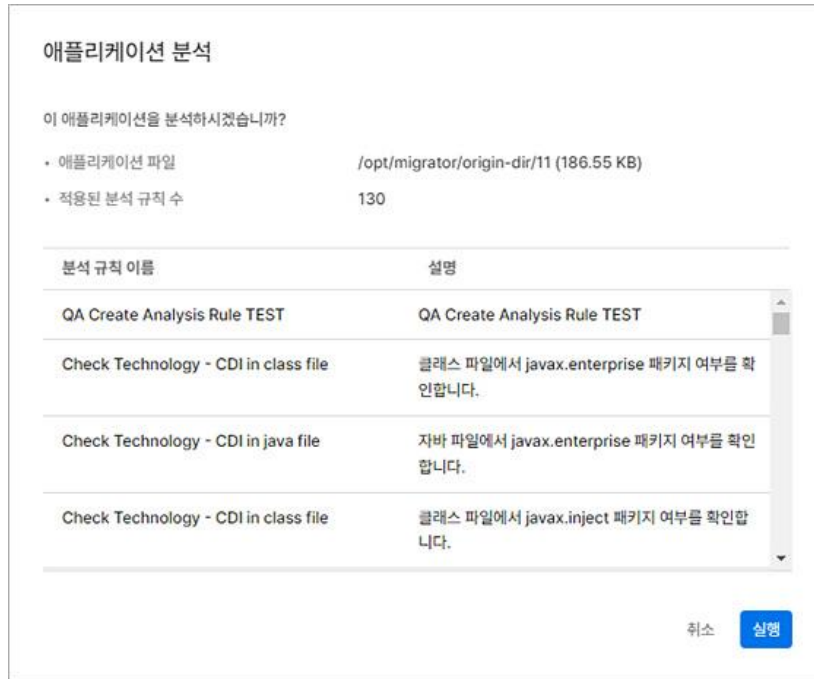 애플리케이션 분석
이 애플리케이션을 분석하시겠습니까?
• 애플리케이션 파일 /opt/migrator/origin-dir/11 (186.55 KB)
• 적용된 분석 규칙 수 130
분석 규칙 이름 설명
QA Create Analysis Rule TEST QA Create Analysis Rule TEST
Check Technology - CDI in class file 클래스 파일에서 javax.enterprise 패키지 여부를 확
인합니다.
Check Technology - CDI in java file 자바 파일에서 javax.enterprise 패키지 여부를 확인
합니다.
Check Technology - CDI in class file 클래스 파일에서 javax.inject 패키지 여부를 확인합
니다.
취소 실행